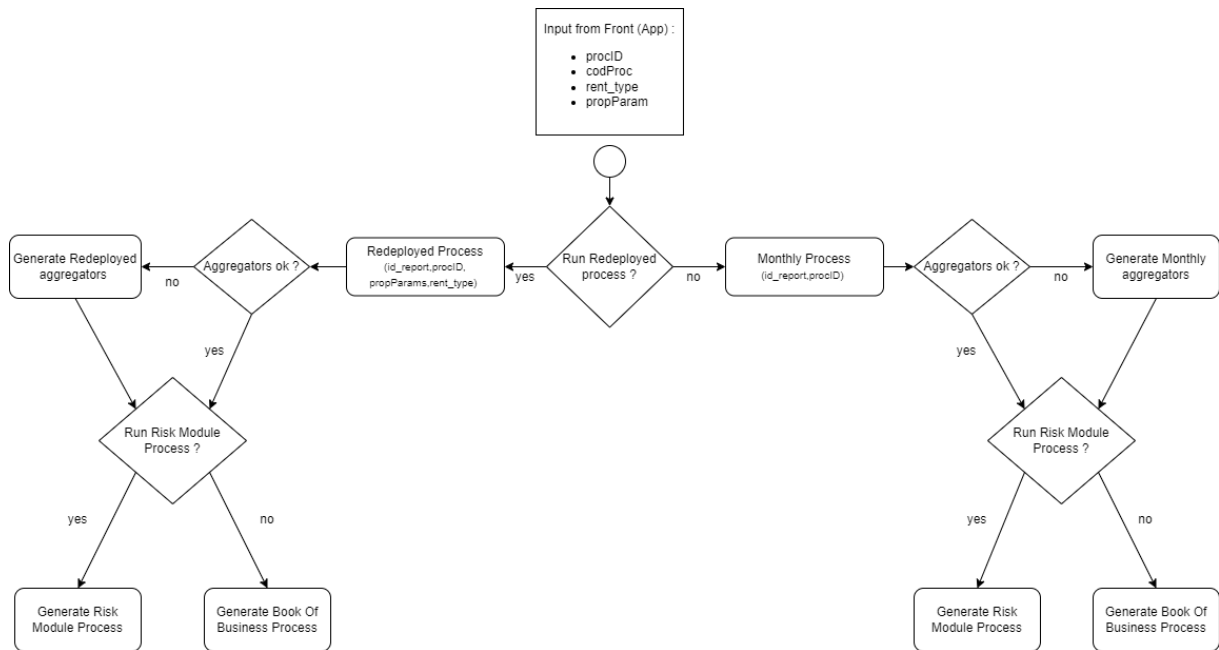 Input from Front (App) :
procID
codProc
rent_type
propParam
Generate Redeployed
aggregators
no
Aggregators ok ?
Redeployed Process
(id_report,procID,
propParams,rent_type)
yes
Run Redeployed
process ?
no
Monthly Process
(id_report,procID)
Aggregators ok ?
no
Generate Monthly
aggregators
yes
yes
Run Risk Module
Process ?
Run Risk Module
Process ?
yes
no
yes
no
Generate Risk
Module Process
Generate Book Of
Business Process
Generate Risk
Module Process
Generate Book Of
Business Process